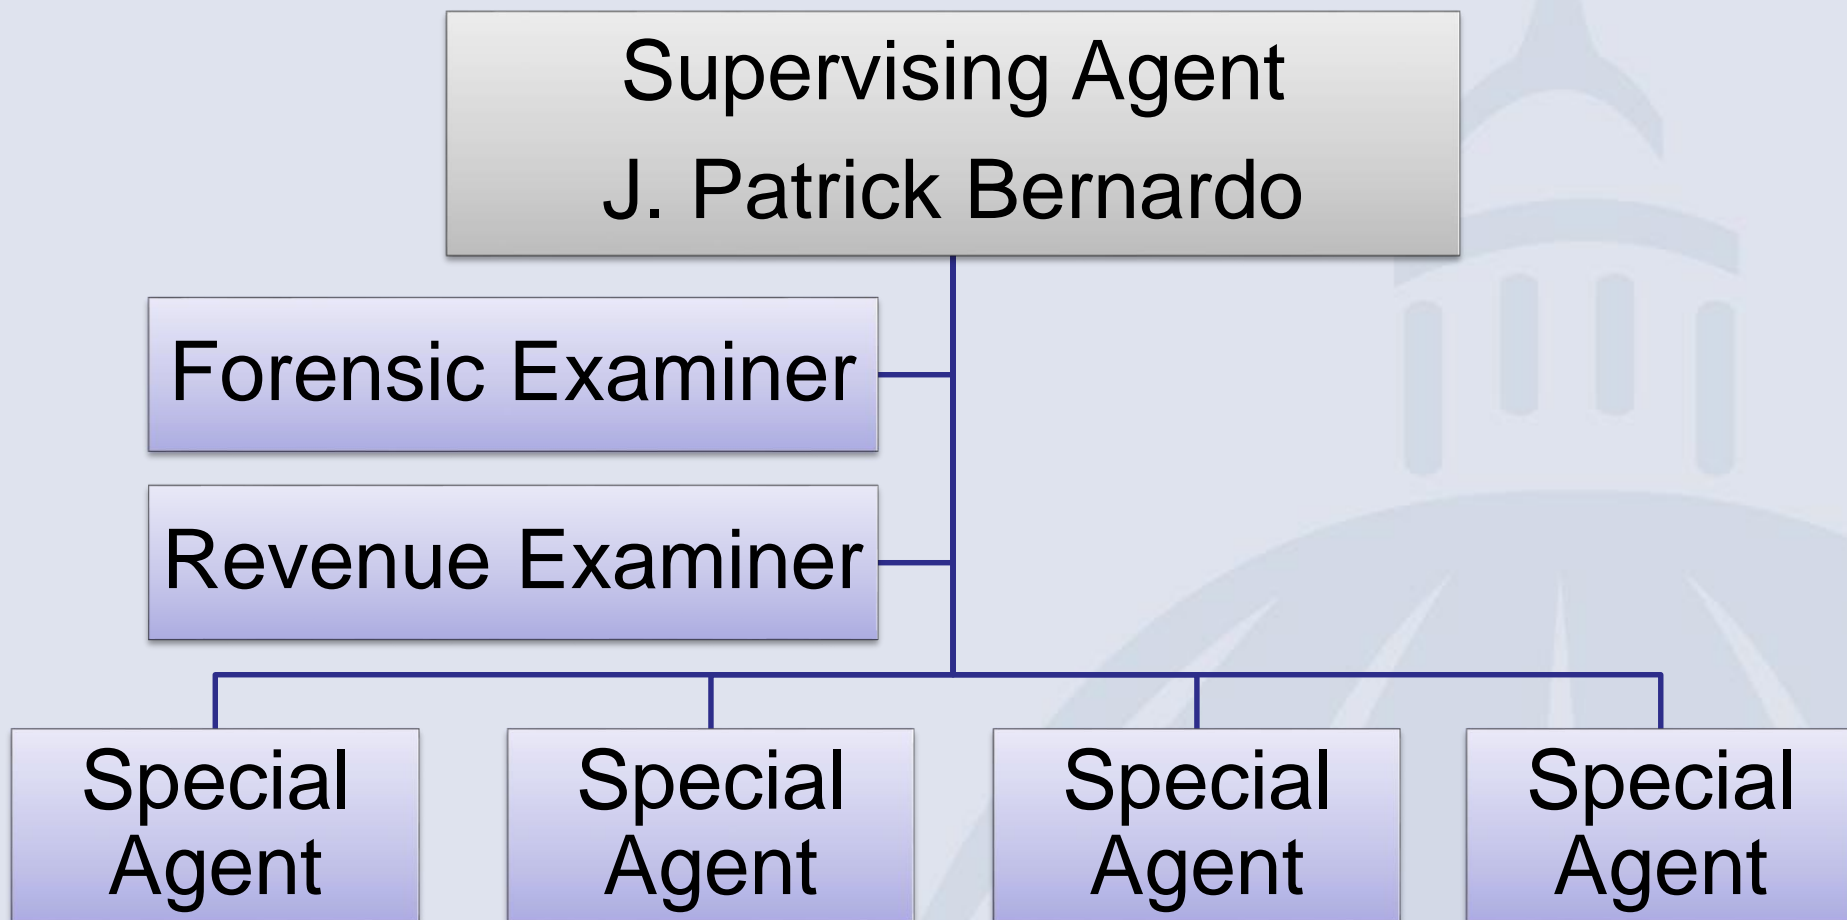 Supervising Agent
J. Patrick Bernardo
Forensic Examiner
Revenue Examiner
Special
Agent
Special
Agent
Special
Agent
Special
Agent